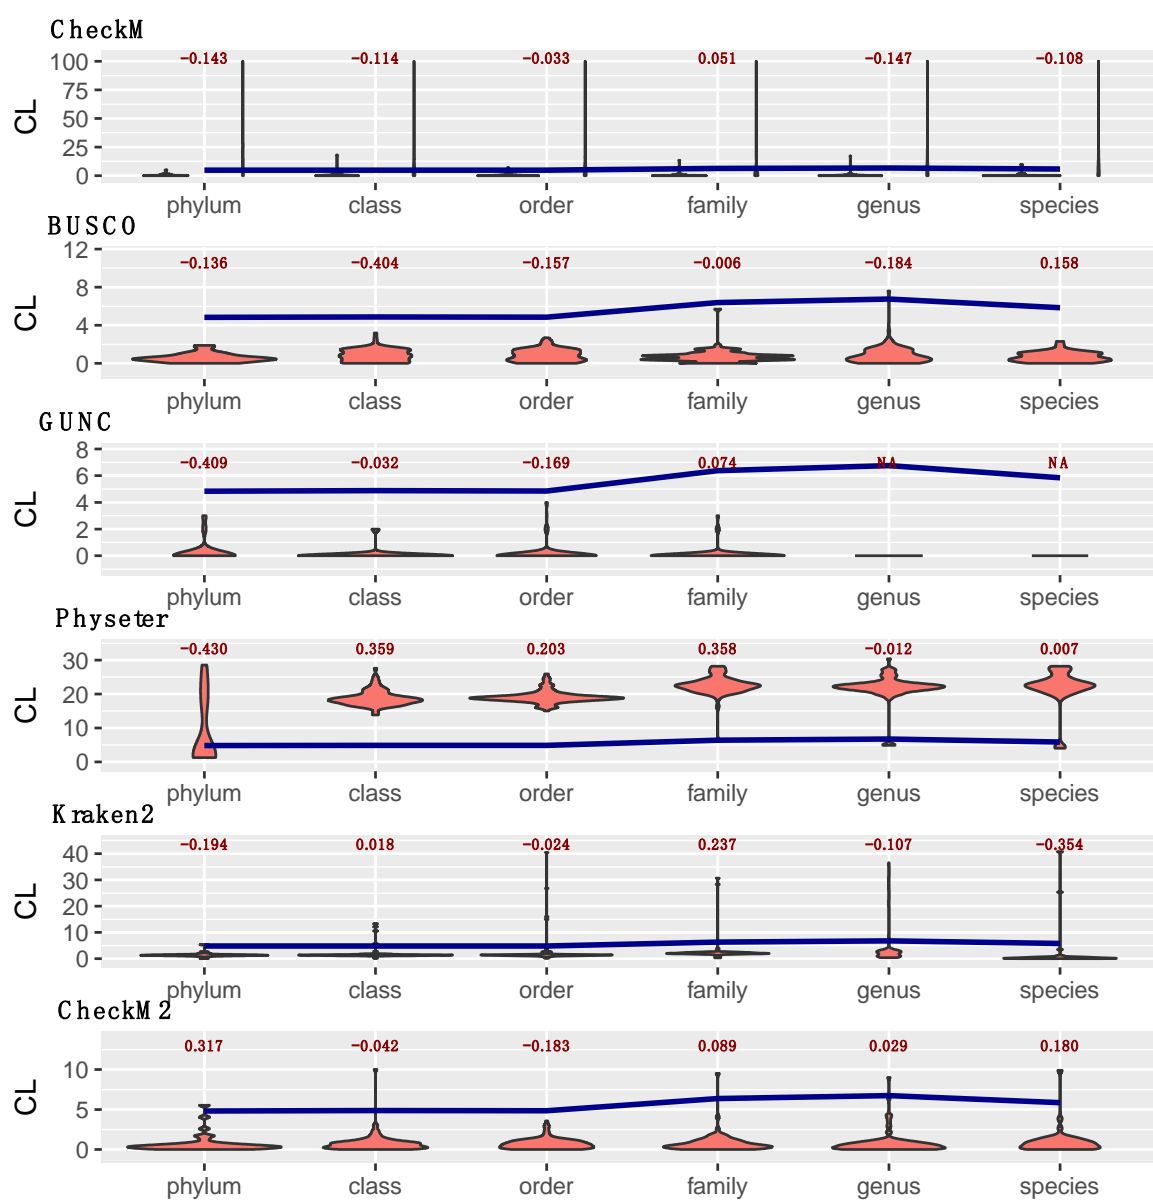 CheckM
-0.143 -0.114 -0.033 0.051 -0.147 -0.108
100
75
50
25
0
CL
phylum class order family genus species
BUSCO
-0.136 -0.404 -0.157 -0.006 -0.184 0.158
12
8
4
0
CL
phylum class order family genus species
GUNC
-0.409 -0.032 -0.169 0.074 NA NA
8
6
4
2
0
CL
phylum class order family genus species
Physeter
-0.430 0.359 0.203 0.358 -0.012 0.007
30
20
10
0
CL
phylum class order family genus species
Kraken2
-0.194 0.018 -0.024 0.237 -0.107 -0.354
40
30
20
10
0
CL
phylum class order family genus species
CheckM2
0.317 -0.042 -0.183 0.089 0.029 0.180
10
5
0
CL
phylum class order family genus species